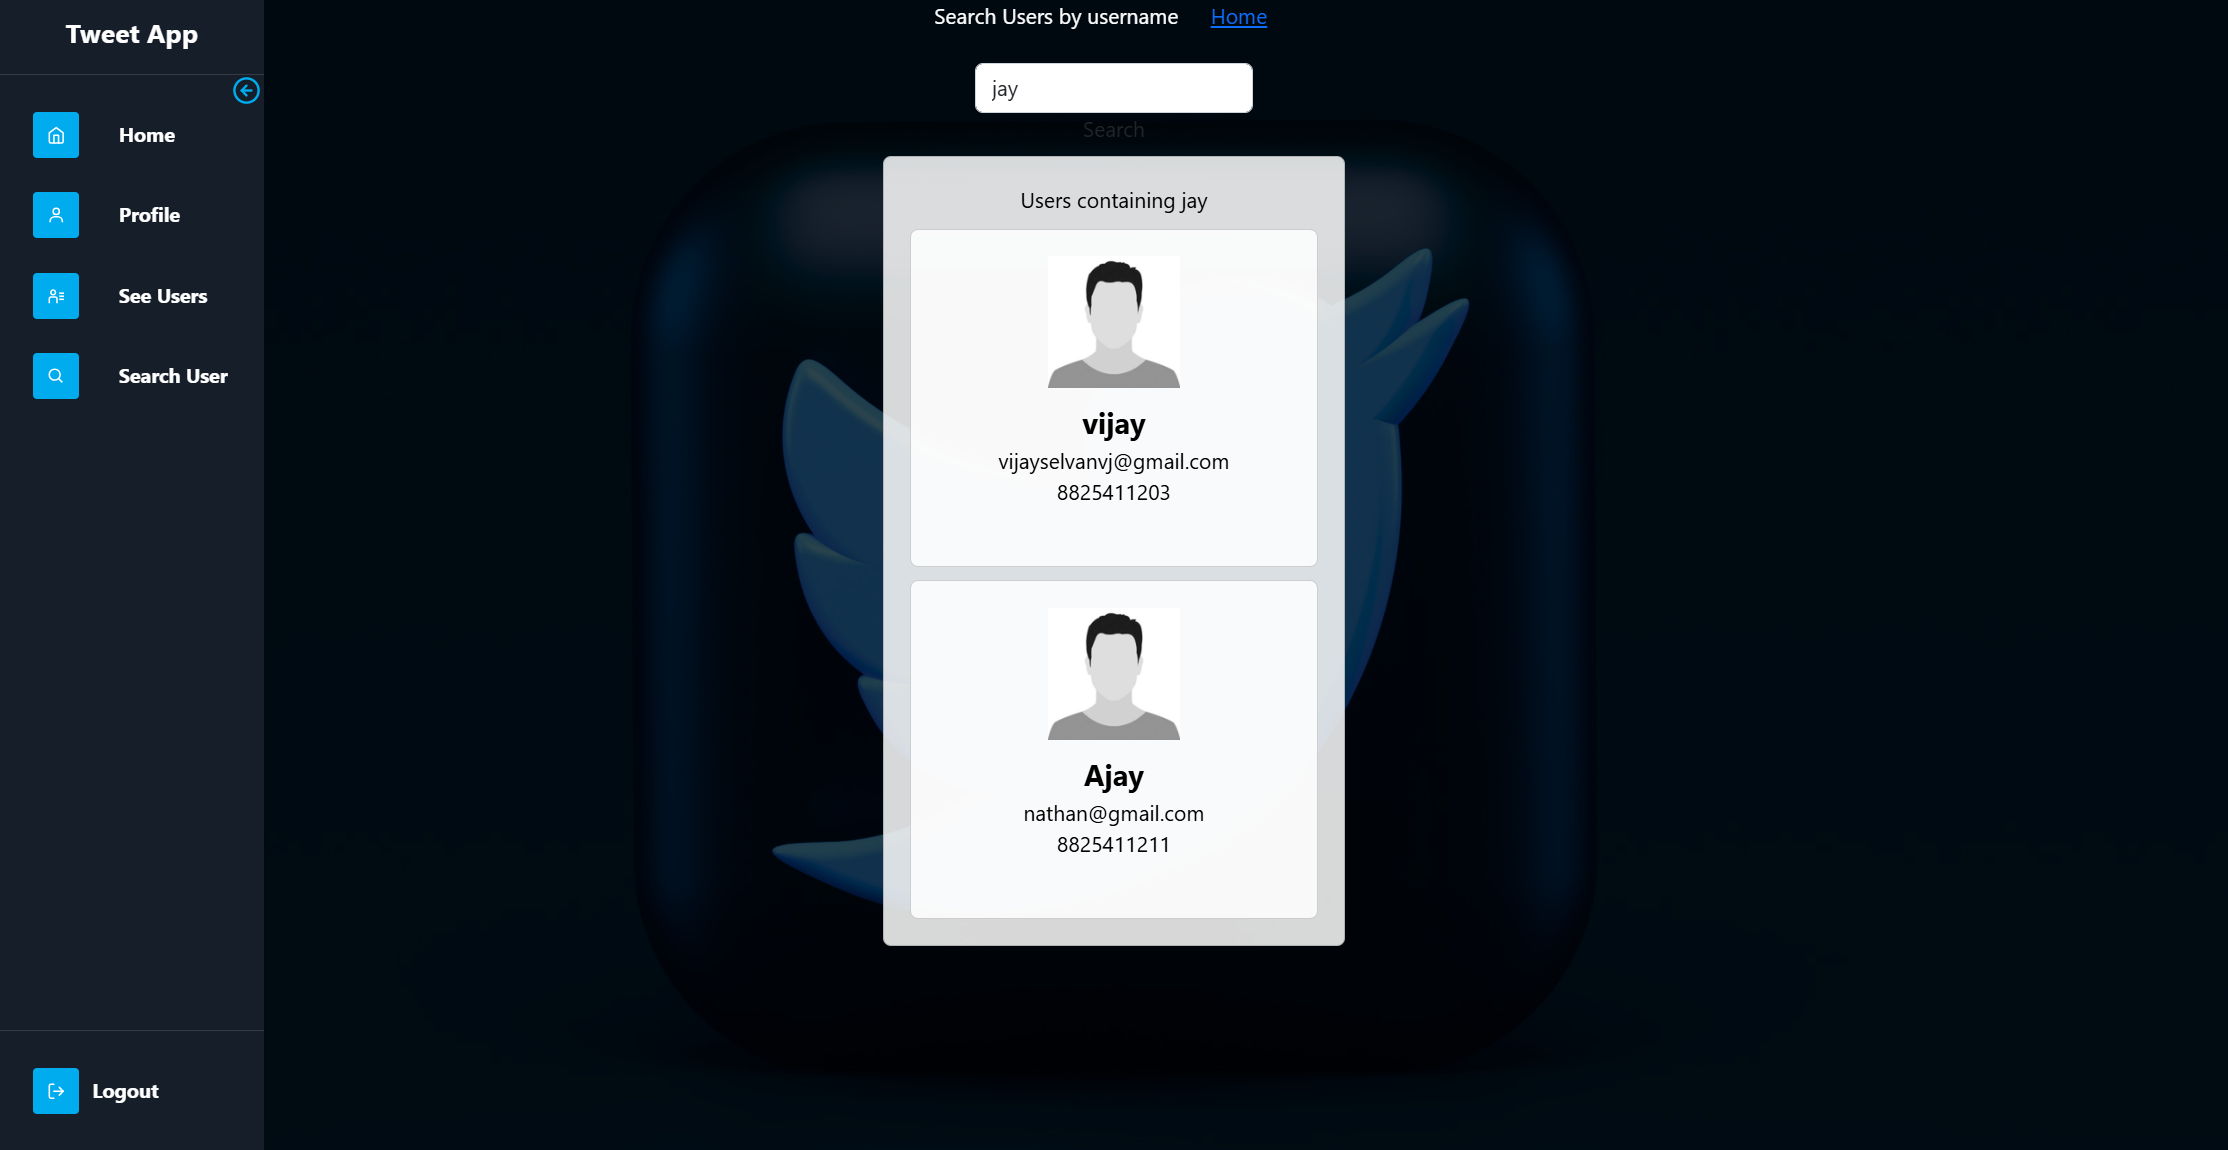 Tweet App
Home
Profile
See Users
Search User
Logout
Search Users by username Home
jay
Search
Users containing jay
vijay
vijayselvanvj@gmail.com
8825411203
Ajay
nathan@gmail.com
8825411211